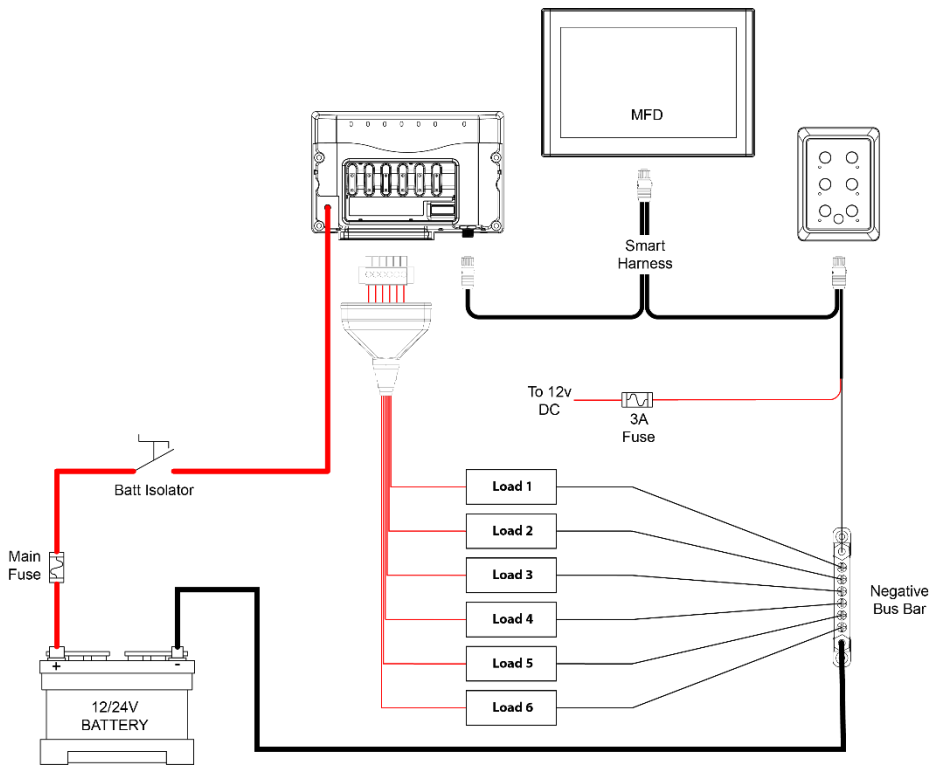 MFD
Smart
Harness
To 12v
DC
3A
Fuse
Batt Isolator
Load 1
Load 2
Load 3
Load 4
Load 5
Load 6
Main
Fuse
Negative
Bus Bar
+
-
12/24V
BATTERY